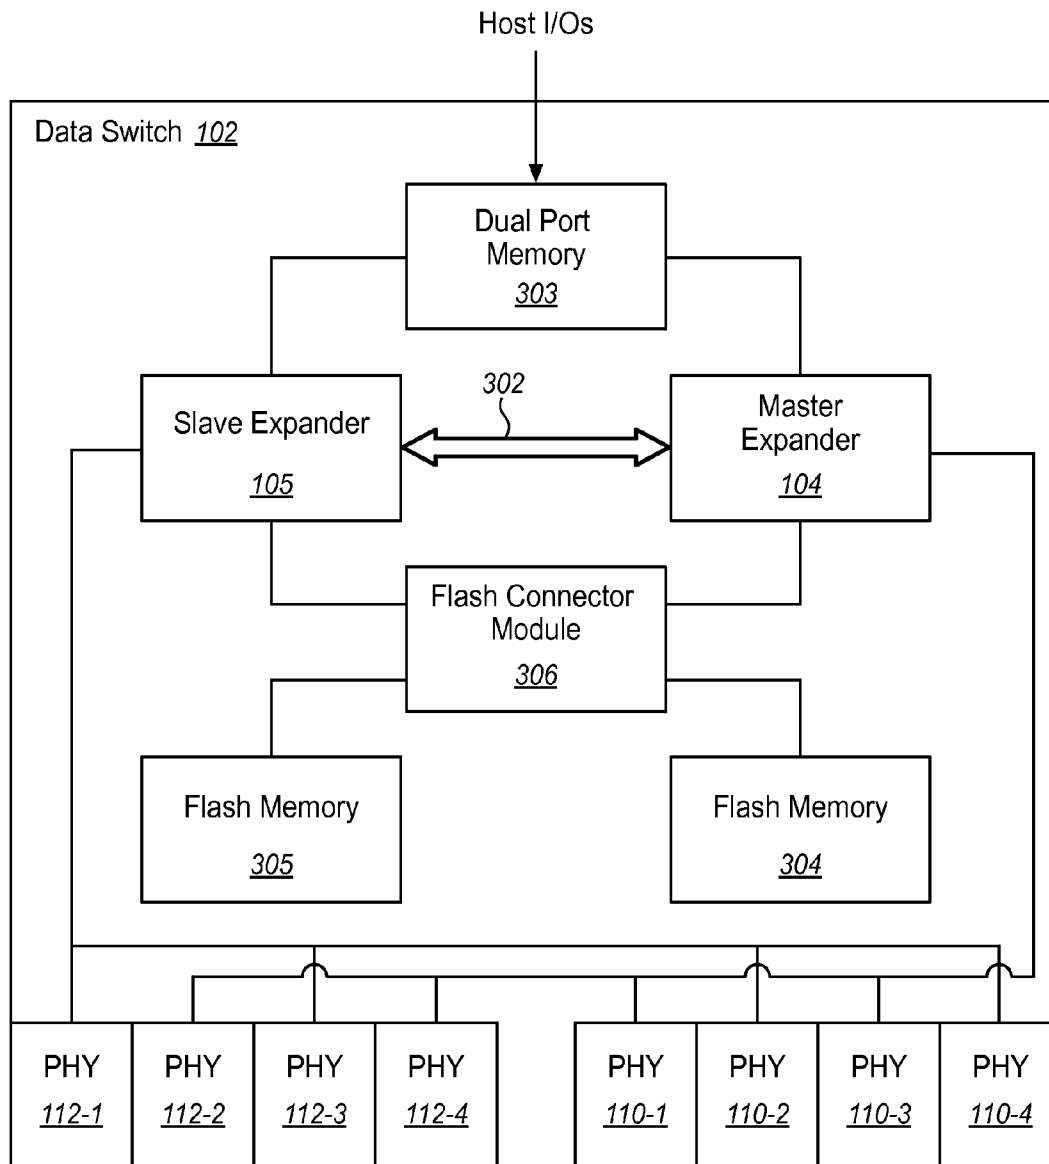 Host I/Os
Data Switch 102
Dual Port
Memory
303
302
Slave Expander
105
Master
Expander
104
Flash Connector
Module
306
Flash Memory
305
Flash Memory
304
PHY PHY PHY PHY PHY PHY PHY PHY
112-1 112-2 112-3 112-4 110-1 110-2 110-3 110-4